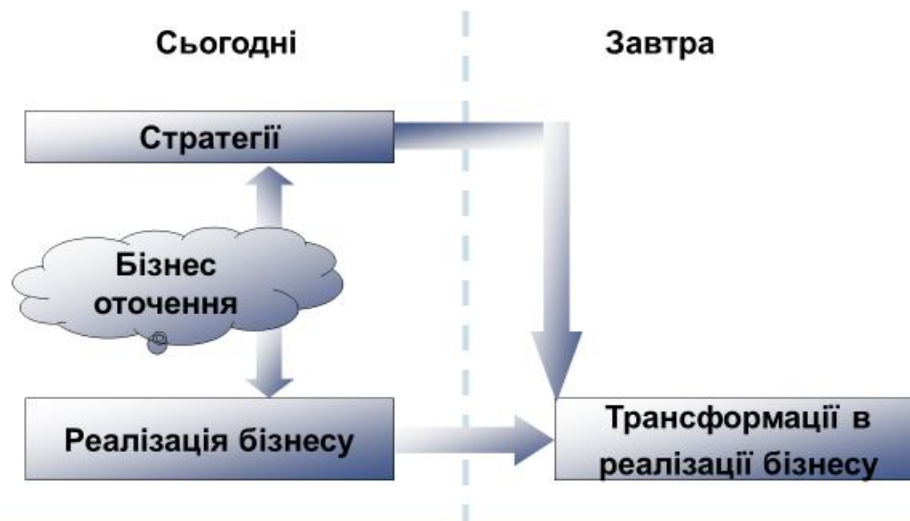 Сьогодні
Завтра
Стратегії
Бізнес
оточення
Реалізація бізнесу
Трансформації в
реалізації бізнесу